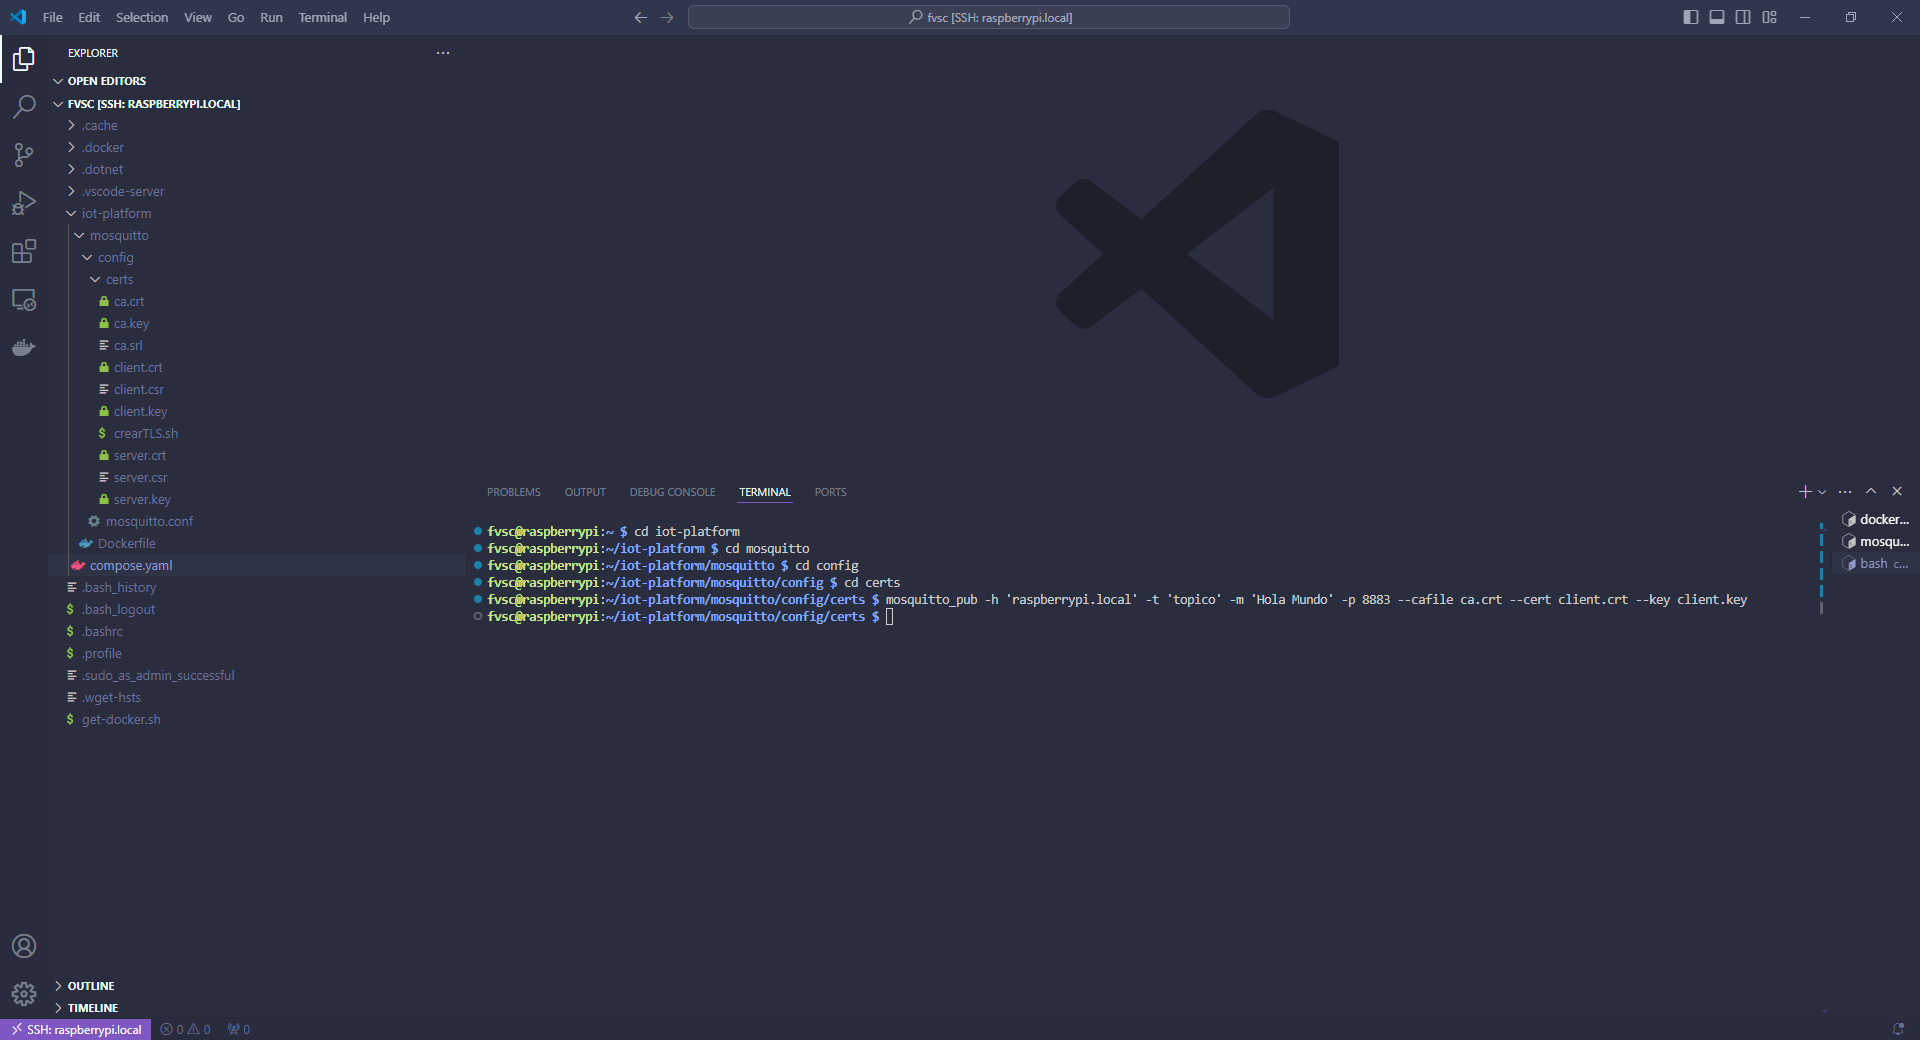 File Edit Selection View Go Run Terminal Help
fvsc [SSH: raspberrypi.local]
EXPLORER
OPEN EDITORS
FVSC [SSH: RASPBERRYPI.LOCAL]
.cache
.docker
.dotnet
.vscode-server
iot-platform
mosquitto
config
certs
ca.crt
ca.key
ca.srl
client.crt
client.csr
client.key
$ crearTLS.sh
server.crt
server.csr
server.key
mosquitto.conf
Dockerfile
compose.yaml
.bash_history
$ .bash_logout
$ .bashrc
$ .profile
.sudo_as_admin_successful
.wget-hsts
$ get-docker.sh
OUTLINE
TIMELINE
PROBLEMS OUTPUT DEBUG CONSOLE TERMINAL PORTS
fvsc@raspberrypi:~ $ cd iot-platform
fvsc@raspberrypi:~/iot-platform $ cd mosquitto
fvsc@raspberrypi:~/iot-platform/mosquitto $ cd config
fvsc@raspberrypi:~/iot-platform/mosquitto/config $ cd certs
fvsc@raspberrypi:~/iot-platform/mosquitto/config/certs $ mosquitto_pub -h 'raspberrypi.local' -t 'topico' -m 'Hola Mundo' -p 8883 --cafile ca.crt --cert client.crt --key client.key
fvsc@raspberrypi:~/iot-platform/mosquitto/config/certs $
docker...
mosqu...
bash c...
SSH: raspberrypi.local 0 0 0